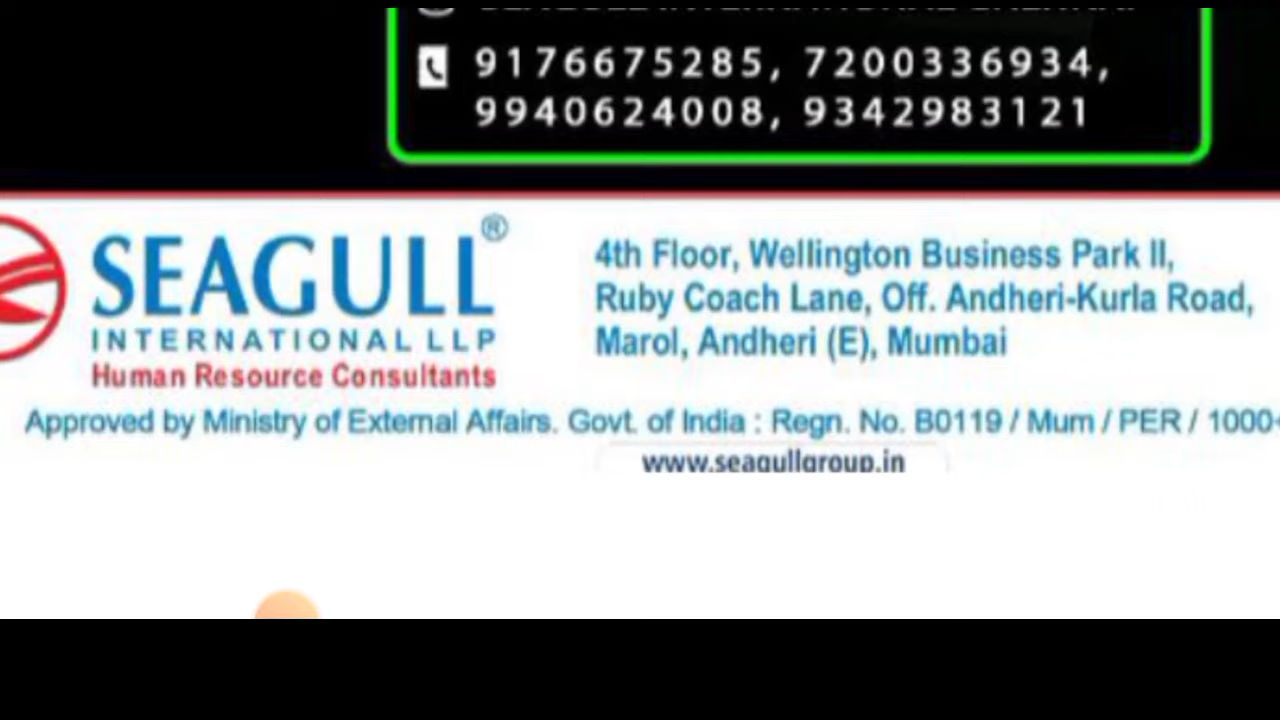 9176675285, 7200336934,
9940624008, 9342983121
SEAGULL®
INTERNATIONAL LLP
Human Resource Consultants
4th Floor, Wellington Business Park II,
Ruby Coach Lane, Off. Andheri-Kurla Road,
Marol, Andheri (E), Mumbai
Approved by Ministry of External Affairs. Govt. of India : Regn. No. B0119 / Mum / PER / 1000+
www.seagullgroup.in